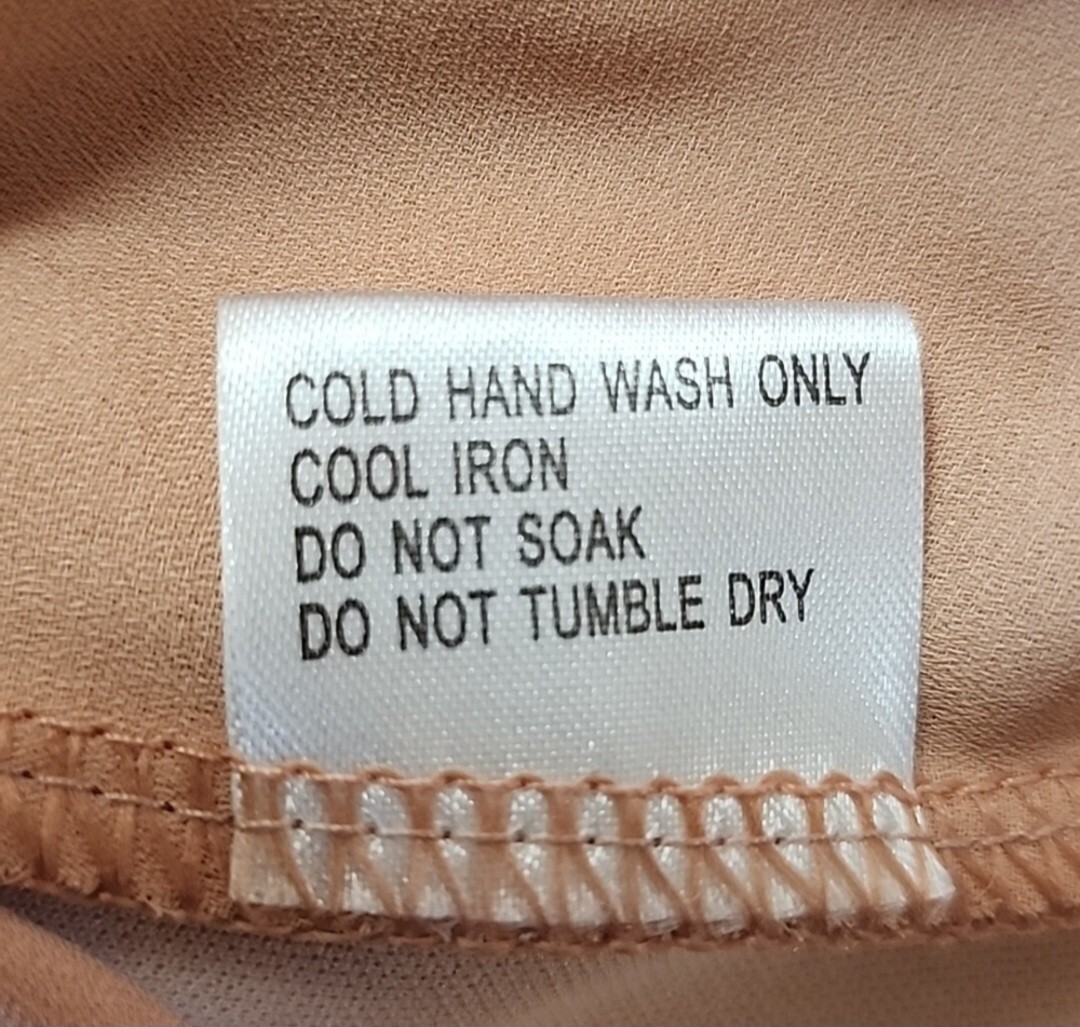 COLD HAND WASH ONLY
COOL IRON
DO NOT SOAK
DO NOT TUMBLE DRY